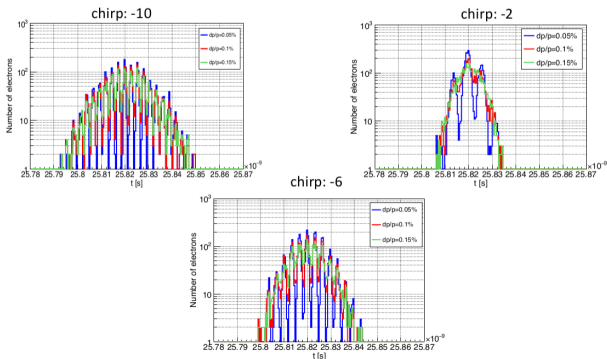 chirp: -10
Number of electrons
10³
10²
10
1
dp/p=0.05%
dp/p=0.1%
dp/p=0.15%
25.78 25.79 25.8 25.81 25.82 25.83 25.84 25.85 25.86 25.87
×10⁻⁹
t [s]
chirp: -2
Number of electrons
10³
10²
10
1
dp/p=0.05%
dp/p=0.1%
dp/p=0.15%
25.78 25.79 25.8 25.81 25.82 25.83 25.84 25.85 25.86 25.87
×10⁻⁹
t [s]
chirp: -6
Number of electrons
10³
10²
10
1
dp/p=0.05%
dp/p=0.1%
dp/p=0.15%
25.78 25.79 25.8 25.81 25.82 25.83 25.84 25.85 25.86 25.87
×10⁻⁹
t [s]